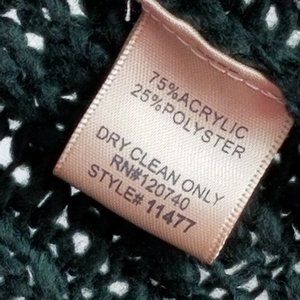 75%ACRYLIC
25%POLYSTER
DRY CLEAN ONLY
RN#120740
STYLE# 11477